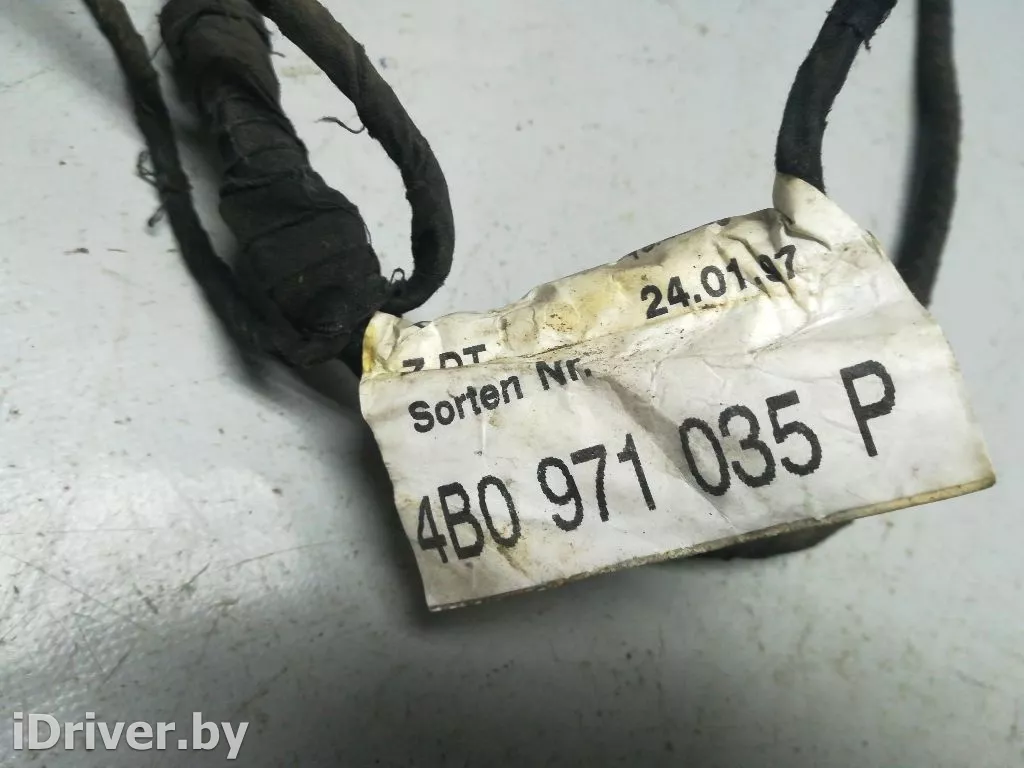 24.01.97
Sorten Nr.
4B0 971 035 P
iDriver.by